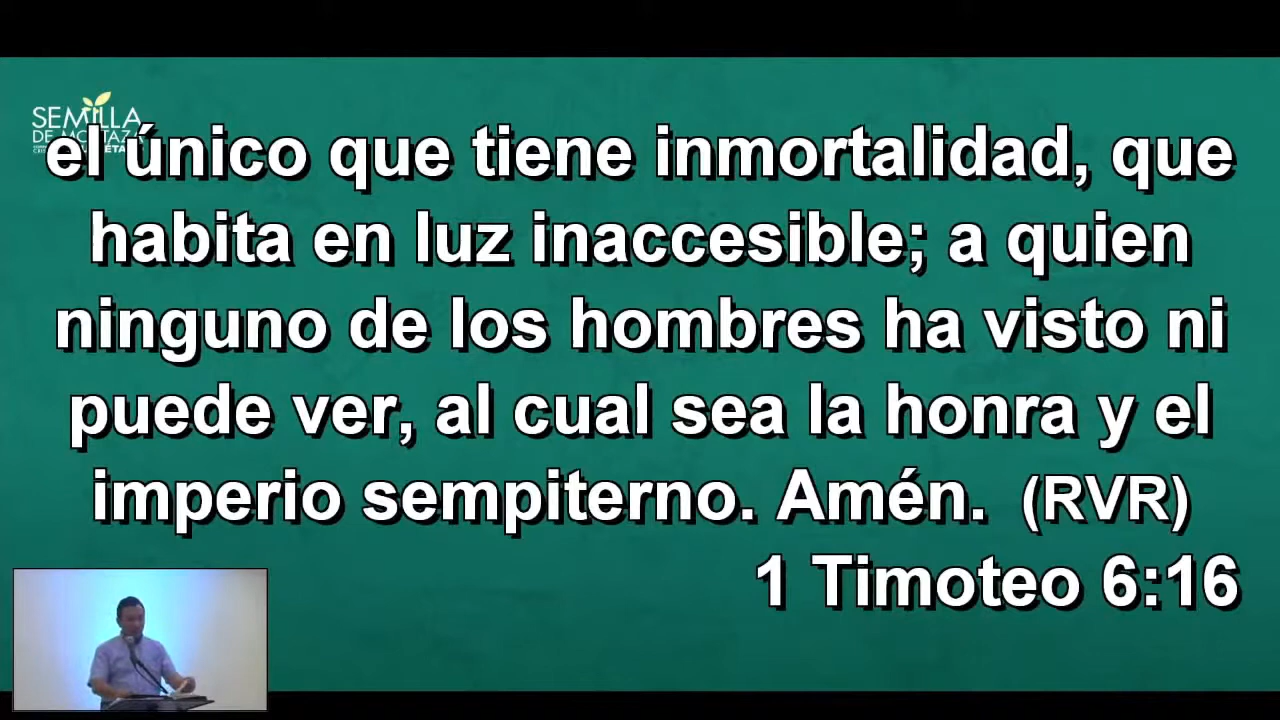 SEMILLA
el único que tiene inmortalidad, que
habita en luz inaccesible; a quien
ninguno de los hombres ha visto ni
puede ver, al cual sea la honra y el
imperio sempiterno. Amén. (RVR)
1 Timoteo 6:16